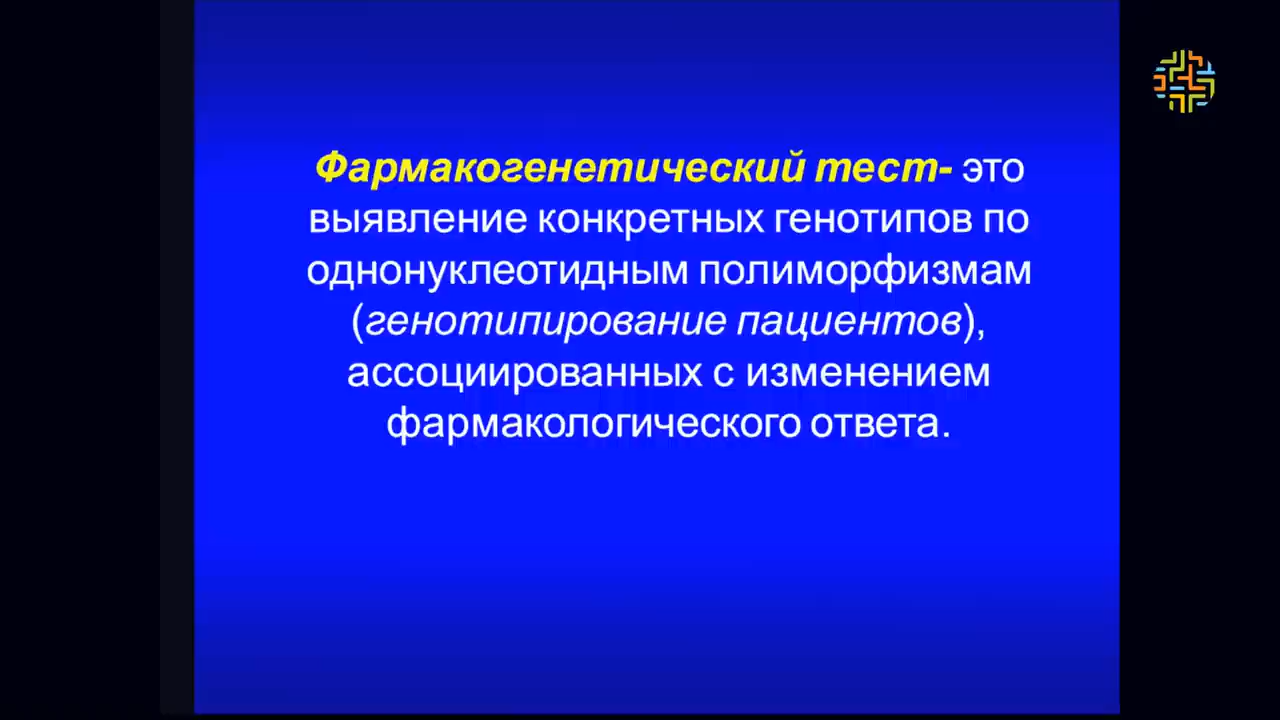 Фармакогенетический тест- это
выявление конкретных генотипов по
однонуклеотидным полиморфизмам
(генотипирование пациентов),
ассоциированных с изменением
фармакологического ответа.